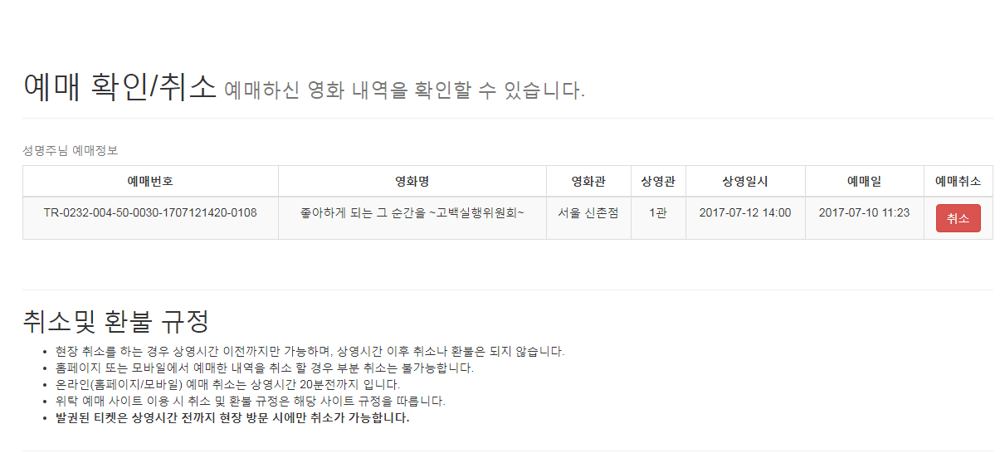 예매 확인/취소 예매하신 영화 내역을 확인할 수 있습니다.
성명주님 예매정보
예매번호 영화명 영화관 상영관 상영일시 예매일 예매취소
TR-0232-004-50-0030-1707121420-0108 좋아하게 되는 그 순간을 ~고백실행위원회~ 서울 신촌점 1관 2017-07-12 14:00 2017-07-10 11:23 취소
취소및 환불 규정
현장 취소를 하는 경우 상영시간 이전까지만 가능하며, 상영시간 이후 취소나 환불은 되지 않습니다.
홈페이지 또는 모바일에서 예매한 내역을 취소 할 경우 부분 취소는 불가능합니다.
온라인(홈페이지/모바일) 예매 취소는 상영시간 20분전까지 입니다.
위탁 예매 사이트 이용 시 취소 및 환불 규정은 해당 사이트 규정을 따릅니다.
발권된 티켓은 상영시간 전까지 현장 방문 시에만 취소가 가능합니다.